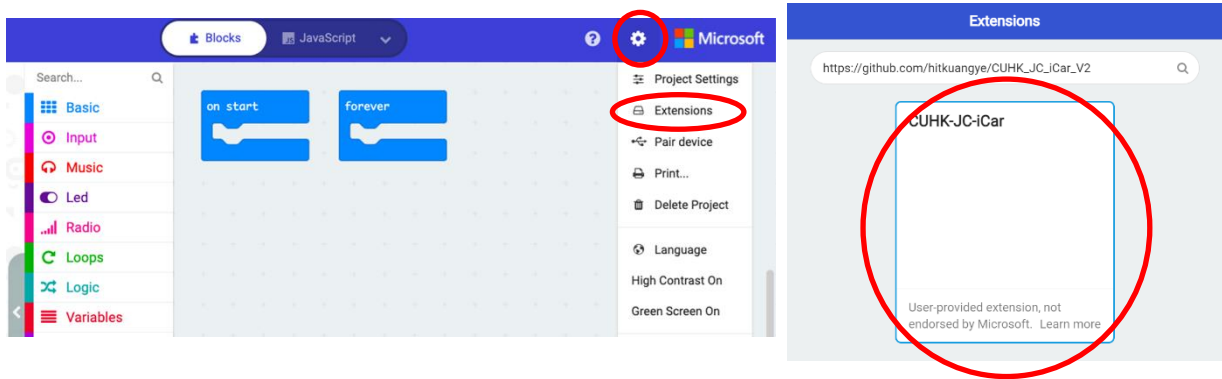 Blocks
JavaScript
Microsoft
Search...
Basic
Input
Music
Led
Radio
Loops
Logic
Variables
on start
forever
Project Settings
Extensions
Pair device
Print...
Delete Project
Language
High Contrast On
Green Screen On
Extensions
https://github.com/hitkuangye/CUHK_JC_iCar_V2
CUHK-JC-iCar
User-provided extension, not
endorsed by Microsoft. Learn more